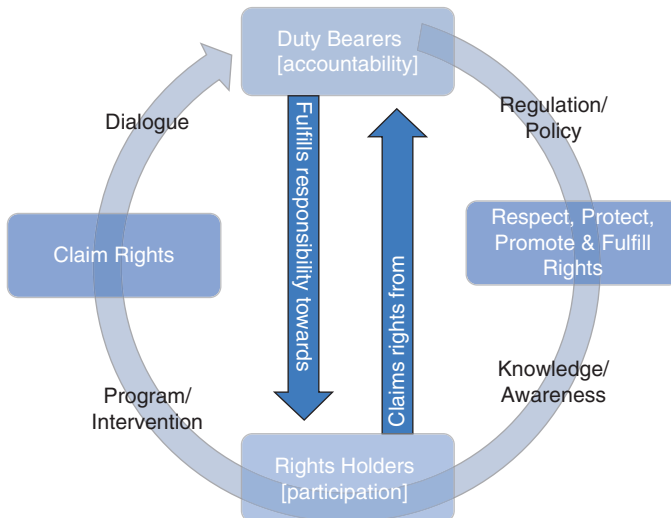 Duty Bearers
[accountability]
Dialogue
Regulation/
Policy
Fulfills responsibility towards
Claims rights from
Claim Rights
Respect, Protect,
Promote & Fulfill
Rights
Program/
Intervention
Knowledge/
Awareness
Rights Holders
[participation]